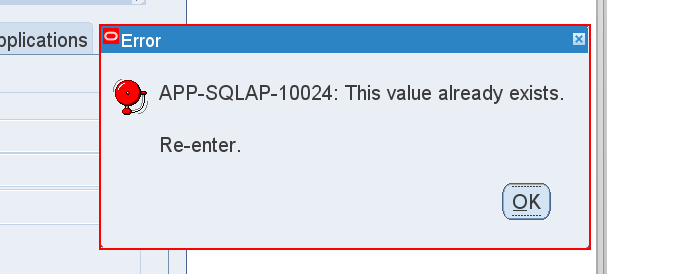 pplications
Error
APP-SQLAP-10024: This value already exists.
Re-enter.
OK